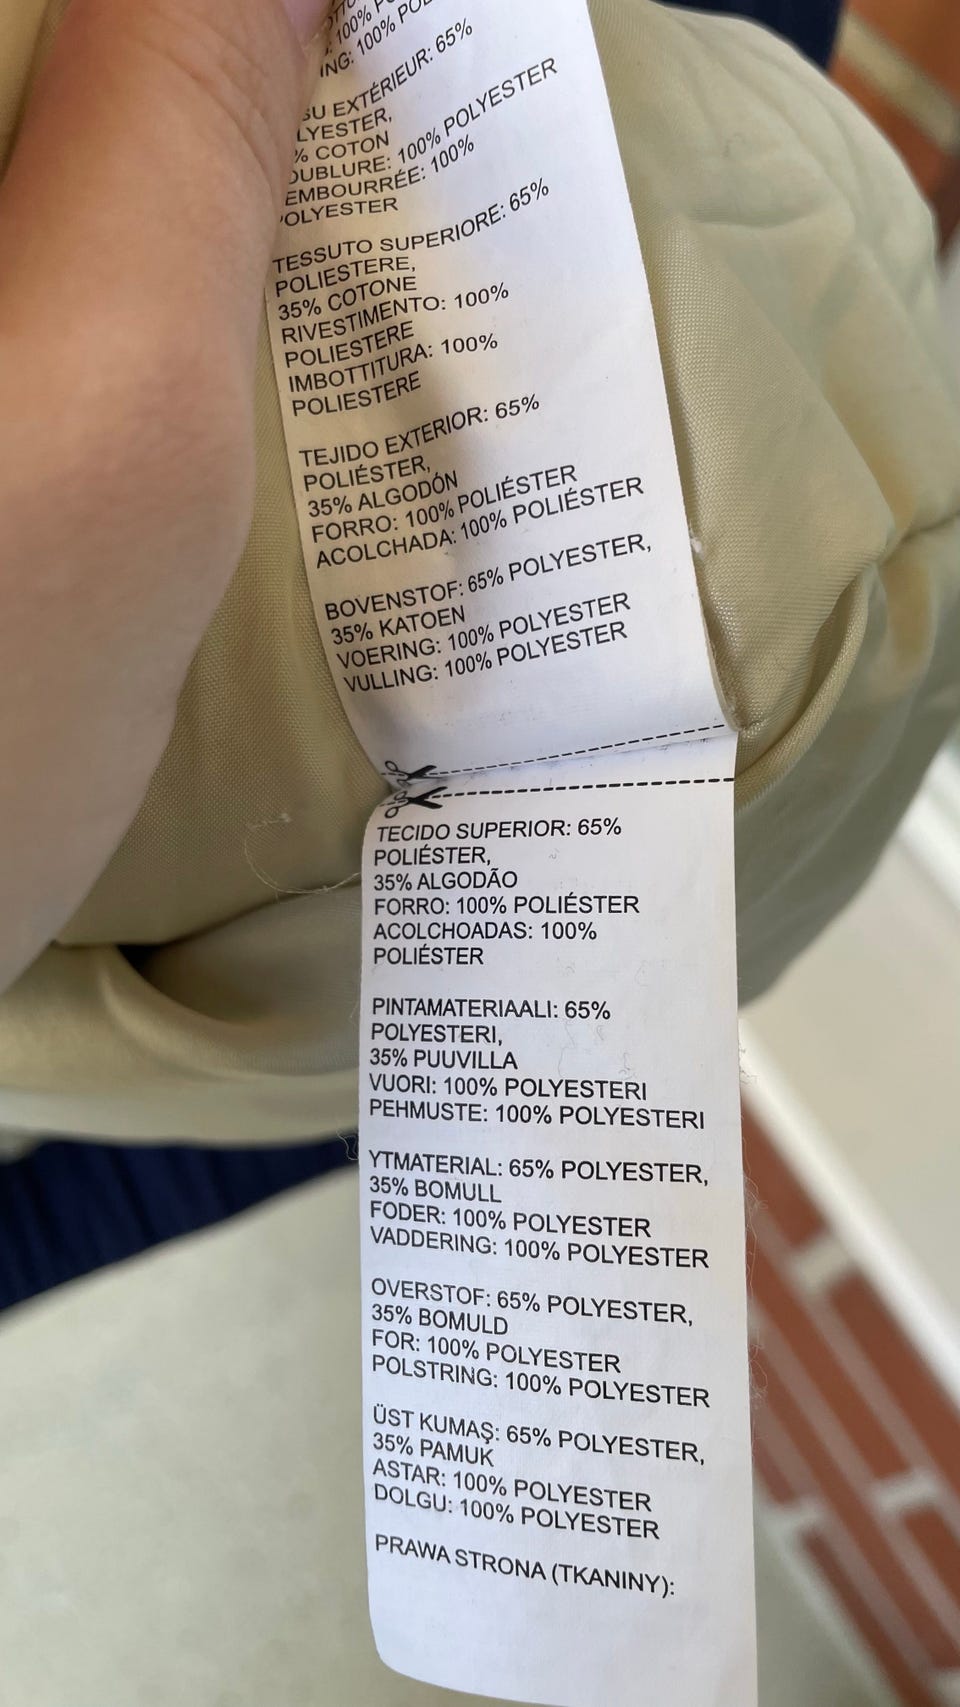 100%
ING: 100%
EXTÉRIEUR: 65%
LYESTER,
% COTON
OUBLURE: 100% POLYESTER
EMBOURRÉE: 100%
OLYESTER
TESSUTO SUPERIORE: 65%
POLIESTERE,
35% COTONE
RIVESTIMENTO: 100%
POLIESTERE
IMBOTTITURA: 100%
POLIESTERE
TEJIDO EXTERIOR: 65%
POLIÉSTER,
35% ALGODÓN
FORRO: 100% POLIÉSTER
ACOLCHADA: 100% POLIÉSTER
BOVENSTOF: 65% POLYESTER,
35% KATOEN
VOERING: 100% POLYESTER
VULLING: 100% POLYESTER
TECIDO SUPERIOR: 65%
POLIÉSTER,
35% ALGODÃO
FORRO: 100% POLIÉSTER
ACOLCHOADAS: 100%
POLIÉSTER
PINTAMATERIAALI: 65%
POLYESTERI,
35% PUUVILLA
VUORI: 100% POLYESTERI
PEHMUSTE: 100% POLYESTERI
YTMATERIAL: 65% POLYESTER,
35% BOMULL
FODER: 100% POLYESTER
VADDERING: 100% POLYESTER
OVERSTOF: 65% POLYESTER,
35% BOMULD
FOR: 100% POLYESTER
POLSTRING: 100% POLYESTER
ÜST KUMAŞ: 65% POLYESTER,
35% PAMUK
ASTAR: 100% POLYESTER
DOLGU: 100% POLYESTER
PRAWA STRONA (TKANINY):